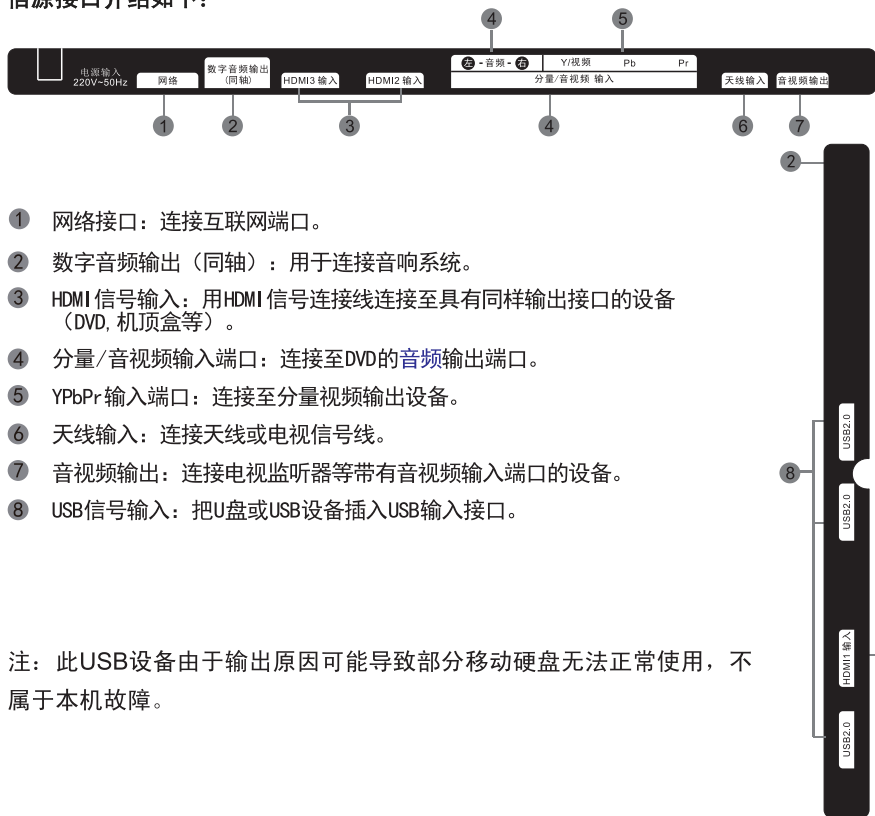 信源接口介绍如下：
4
5
电源输入
220V~50Hz
网络
数字音频输出
(同轴)
HDMI3 输入
HDMI2 输入
左 - 音频 - 右
Y/视频
Pb
Pr
分量/音视频 输入
天线输入
音视频输出
1
2
3
4
6
7
2
1 网络接口：连接互联网端口。
2 数字音频输出（同轴）：用于连接音响系统。
3 HDMI信号输入：用HDMI信号连接线连接至具有同样输出接口的设备
（DVD,机顶盒等）。
4 分量/音视频输入端口：连接至DVD的音频输出端口。
5 YPbPr输入端口：连接至分量视频输出设备。
6 天线输入：连接天线或电视信号线。
7 音视频输出：连接电视监听器等带有音视频输入端口的设备。
8 USB信号输入：把U盘或USB设备插入USB输入接口。
USB2.0
8
USB2.0
HDMI1 输入
USB2.0
注：此USB设备由于输出原因可能导致部分移动硬盘无法正常使用，不
属于本机故障。